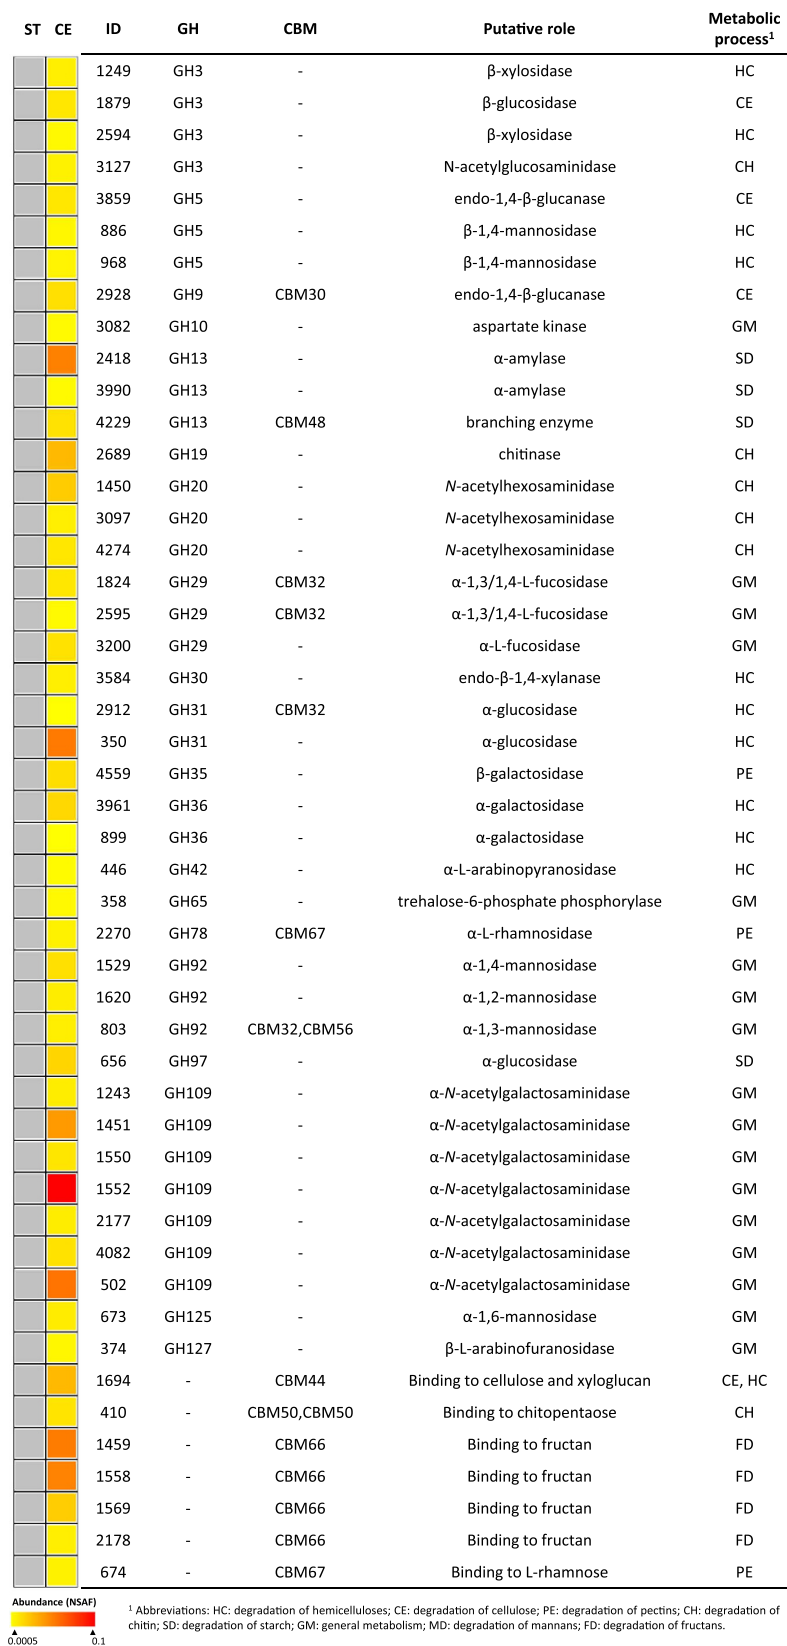 ST CE ID GH CBM Putative role Metabolic process¹
1249 GH3 - β-xylosidase HC
1879 GH3 - β-glucosidase CE
2594 GH3 - β-xylosidase HC
3127 GH3 - N-acetylglucosaminidase CH
3859 GH5 - endo-1,4-β-glucanase CE
886 GH5 - β-1,4-mannosidase HC
968 GH5 - β-1,4-mannosidase HC
2928 GH9 CBM30 endo-1,4-β-glucanase CE
3082 GH10 - aspartate kinase GM
2418 GH13 - α-amylase SD
3990 GH13 - α-amylase SD
4229 GH13 CBM48 branching enzyme SD
2689 GH19 - chitinase CH
1450 GH20 - N-acetylhexosaminidase CH
3097 GH20 - N-acetylhexosaminidase CH
4274 GH20 - N-acetylhexosaminidase CH
1824 GH29 CBM32 α-1,3/1,4-L-fucosidase GM
2595 GH29 CBM32 α-1,3/1,4-L-fucosidase GM
3200 GH29 - α-L-fucosidase GM
3584 GH30 - endo-β-1,4-xylanase HC
2912 GH31 CBM32 α-glucosidase HC
350 GH31 - α-glucosidase HC
4559 GH35 - β-galactosidase PE
3961 GH36 - α-galactosidase HC
899 GH36 - α-galactosidase HC
446 GH42 - α-L-arabinopyranosidase HC
358 GH65 - trehalose-6-phosphate phosphorylase GM
2270 GH78 CBM67 α-L-rhamnosidase PE
1529 GH92 - α-1,4-mannosidase GM
1620 GH92 - α-1,2-mannosidase GM
803 GH92 CBM32,CBM56 α-1,3-mannosidase GM
656 GH97 - α-glucosidase SD
1243 GH109 - α-N-acetylgalactosaminidase GM
1451 GH109 - α-N-acetylgalactosaminidase GM
1550 GH109 - α-N-acetylgalactosaminidase GM
1552 GH109 - α-N-acetylgalactosaminidase GM
2177 GH109 - α-N-acetylgalactosaminidase GM
4082 GH109 - α-N-acetylgalactosaminidase GM
502 GH109 - α-N-acetylgalactosaminidase GM
673 GH125 - α-1,6-mannosidase GM
374 GH127 - β-L-arabinofuranosidase GM
1694 - CBM44 Binding to cellulose and xyloglucan CE, HC
410 - CBM50,CBM50 Binding to chitopentaose CH
1459 - CBM66 Binding to fructan FD
1558 - CBM66 Binding to fructan FD
1569 - CBM66 Binding to fructan FD
2178 - CBM66 Binding to fructan FD
674 - CBM67 Binding to L-rhamnose PE
Abundance (NSAF)
0.0005 0.1
¹ Abbreviations: HC: degradation of hemicelluloses; CE: degradation of cellulose; PE: degradation of pectins; CH: degradation of
chitin; SD: degradation of starch; GM: general metabolism; MD: degradation of mannans; FD: degradation of fructans.